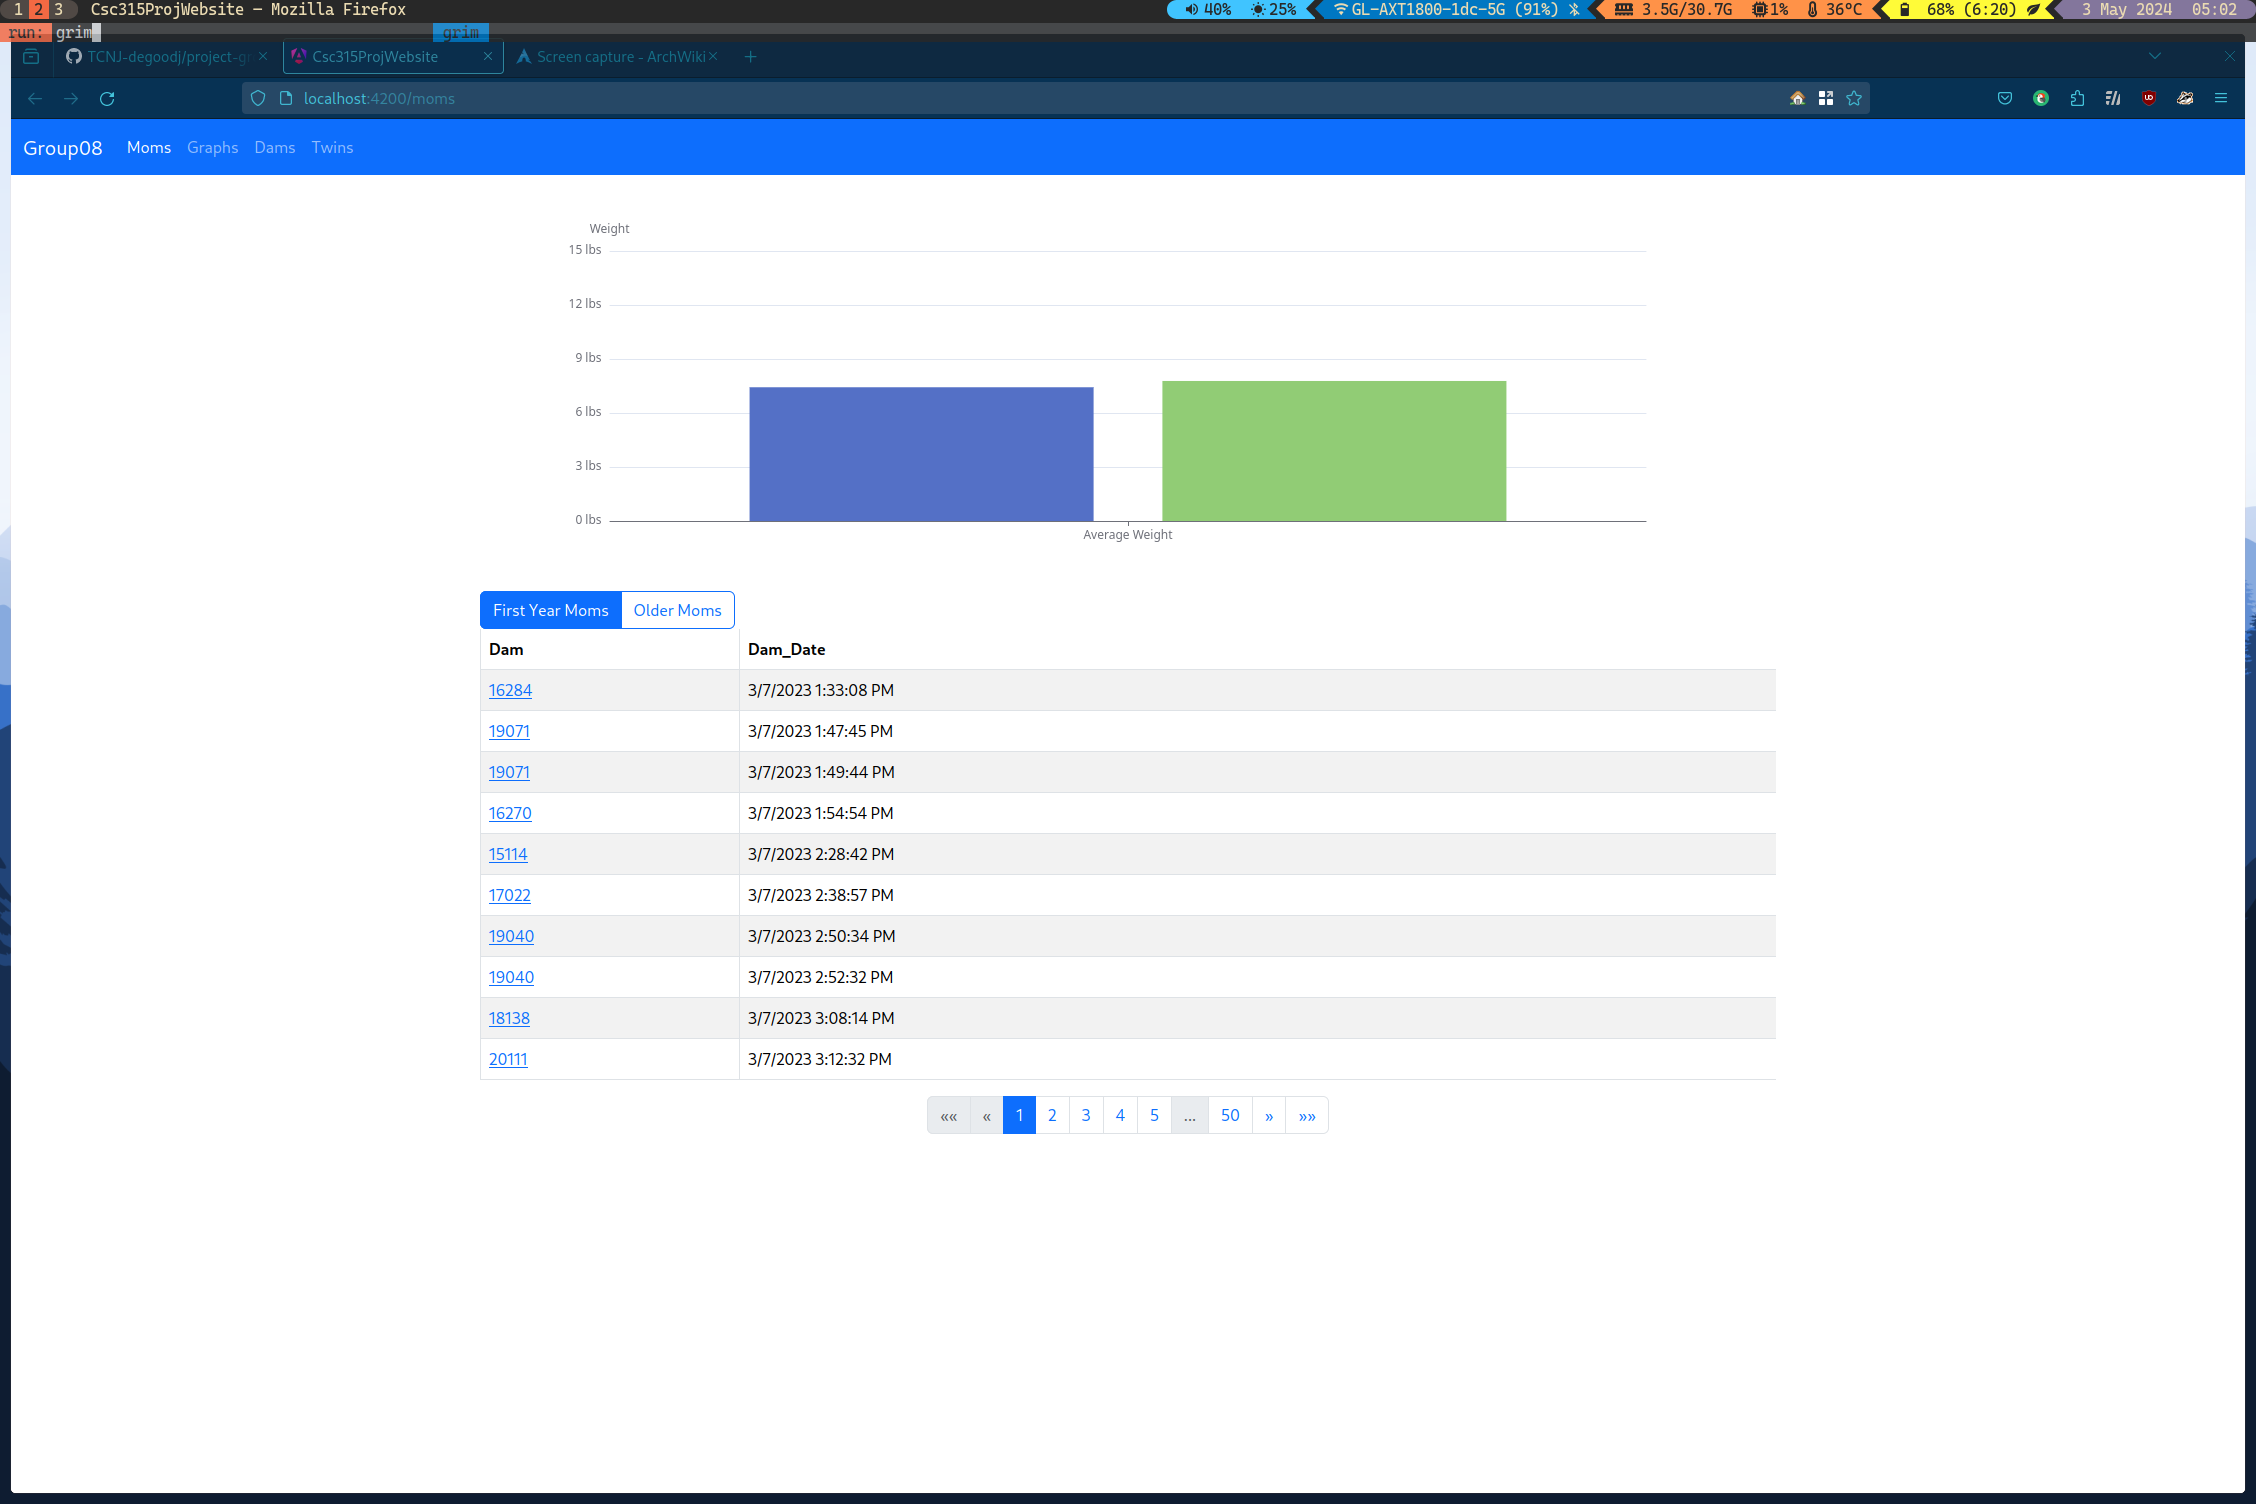 1 2 3 Csc315ProjWebsite — Mozilla Firefox 40% 25% GL-AXT1800-1dc-5G (91%) 3.5G/30.7G 1% 36°C 68% (6:20) 3 May 2024 05:02
run: grim grim
TCNJ-degoodj/project-gr Csc315ProjWebsite Screen capture - ArchWiki
localhost:4200/moms
Group08 Moms Graphs Dams Twins
Weight
15 lbs
12 lbs
9 lbs
6 lbs
3 lbs
0 lbs
Average Weight
First Year Moms Older Moms
Dam Dam_Date
16284 3/7/2023 1:33:08 PM
19071 3/7/2023 1:47:45 PM
19071 3/7/2023 1:49:44 PM
16270 3/7/2023 1:54:54 PM
15114 3/7/2023 2:28:42 PM
17022 3/7/2023 2:38:57 PM
19040 3/7/2023 2:50:34 PM
19040 3/7/2023 2:52:32 PM
18138 3/7/2023 3:08:14 PM
20111 3/7/2023 3:12:32 PM
«« « 1 2 3 4 5 ... 50 » »»